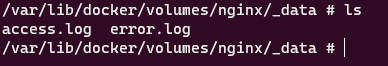 /var/lib/docker/volumes/nginx/_data # ls
access.log  error.log
/var/lib/docker/volumes/nginx/_data #